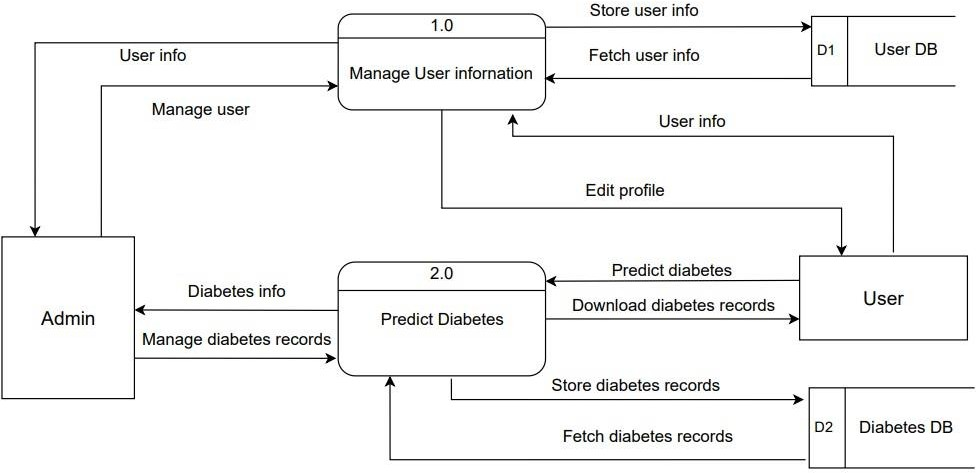 Store user info
1.0
User info
Fetch user info
D1
User DB
Manage User infornation
Manage user
User info
Edit profile
2.0
Predict diabetes
Diabetes info
Download diabetes records
User
Admin
Predict Diabetes
Manage diabetes records
Store diabetes records
D2
Diabetes DB
Fetch diabetes records